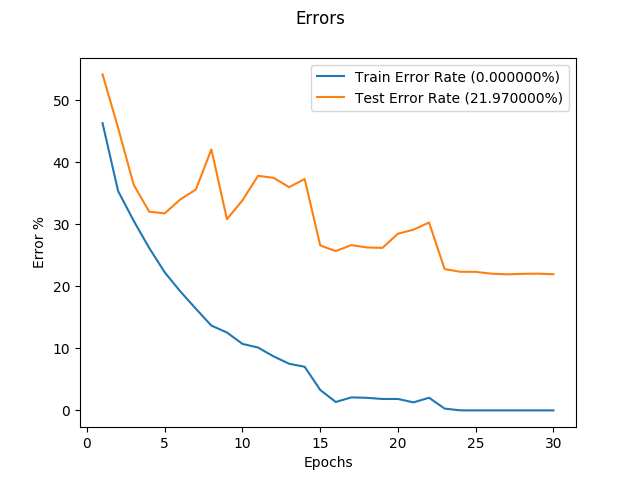 Errors
Train Error Rate (0.000000%)
Test Error Rate (21.970000%)
Error %
50
40
30
20
10
0
0 5 10 15 20 25 30
Epochs